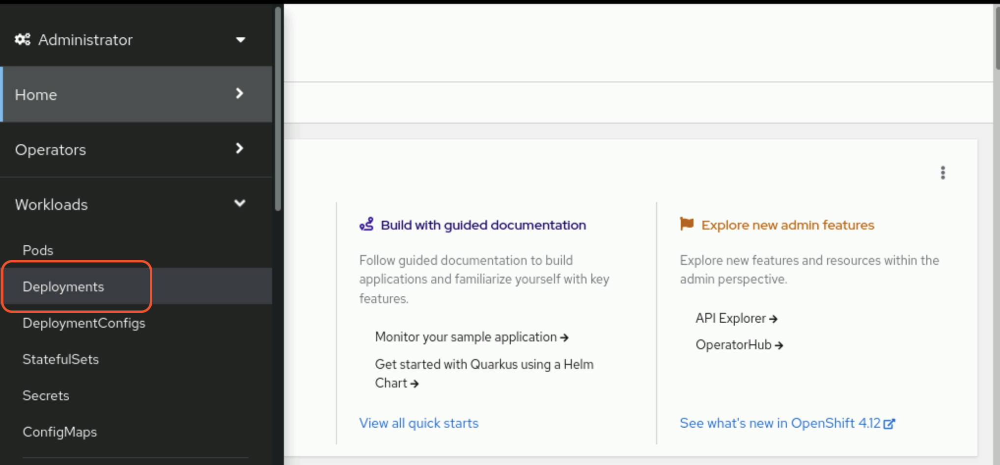 Administrator
Home
Operators
Workloads
Pods
Deployments
DeploymentConfigs
StatefulSets
Secrets
ConfigMaps
Build with guided documentation
Follow guided documentation to build
applications and familiarize yourself with key
features.
Monitor your sample application
Get started with Quarkus using a Helm
Chart
View all quick starts
Explore new admin features
Explore new features and resources within the
admin perspective.
API Explorer
OperatorHub
See what's new in OpenShift 4.12